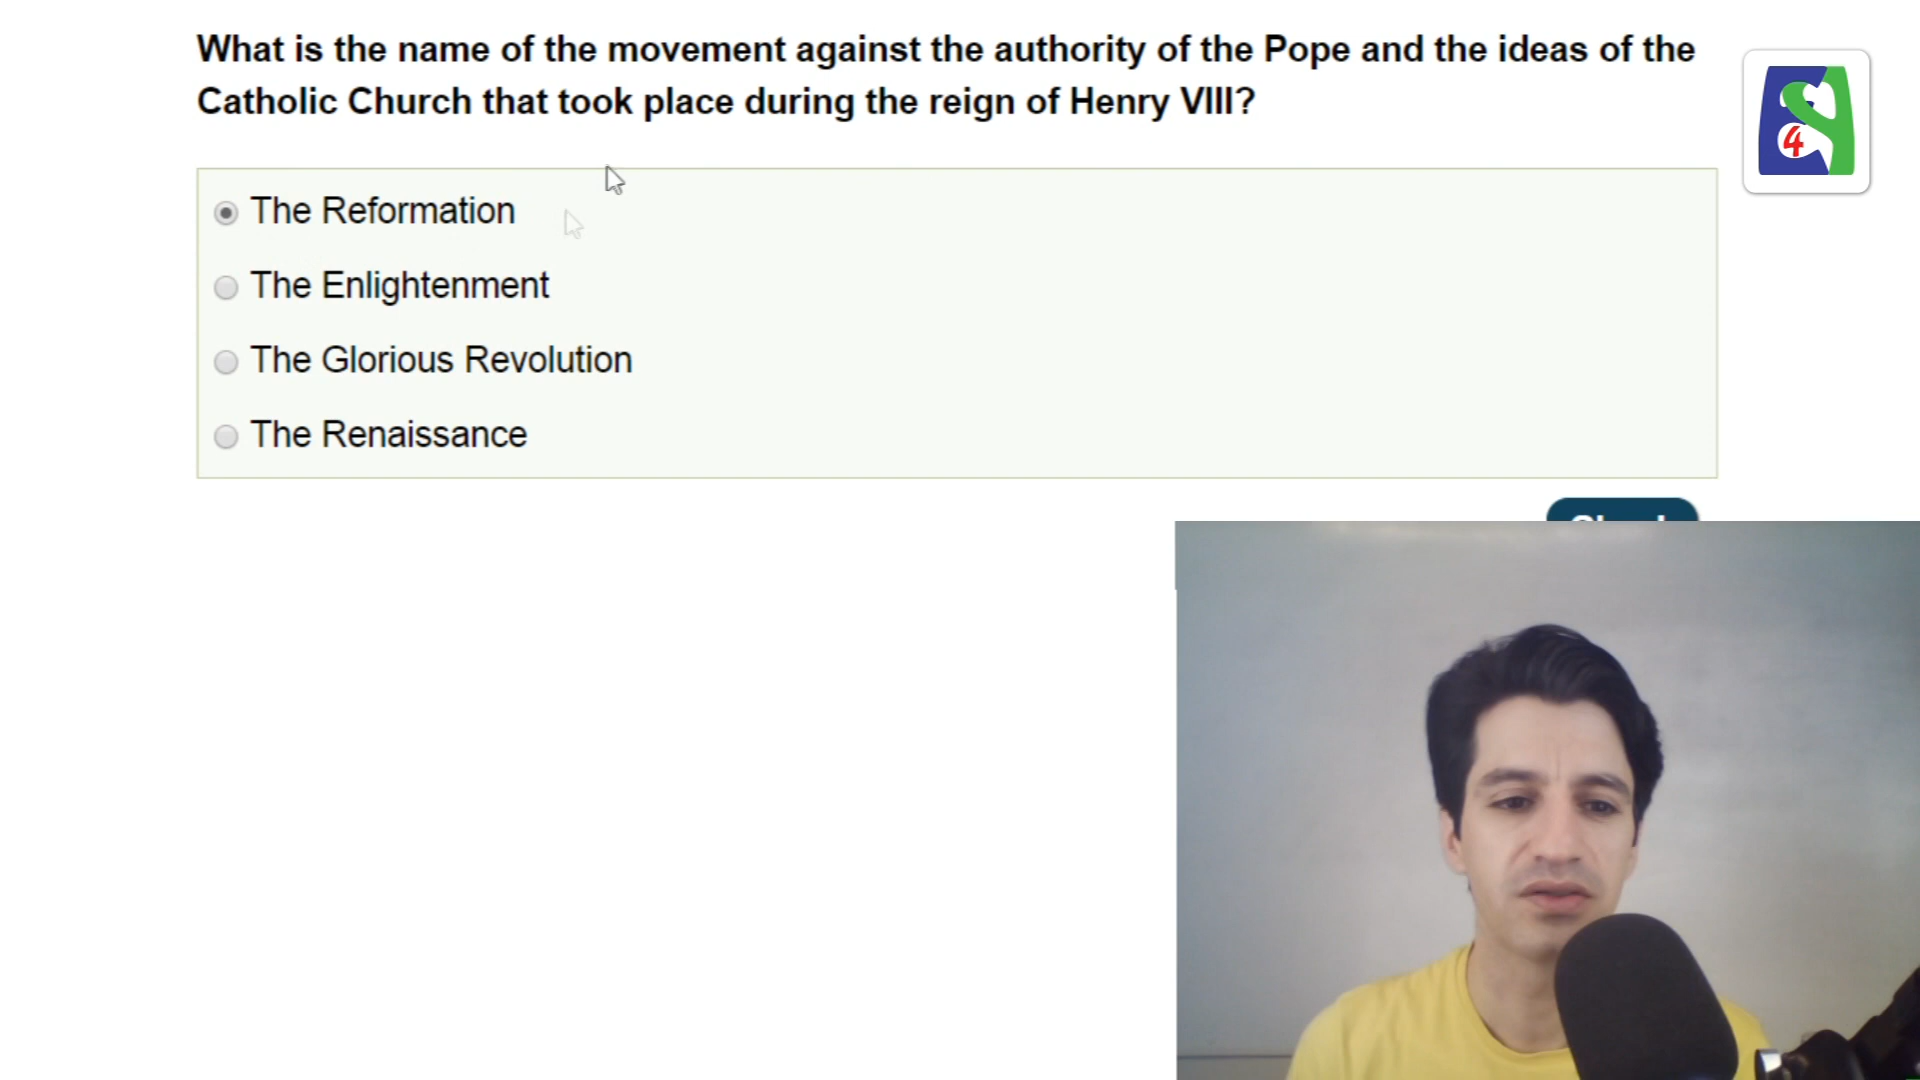 What is the name of the movement against the authority of the Pope and the ideas of the
Catholic Church that took place during the reign of Henry VIII?
4
The Reformation
The Enlightenment
The Glorious Revolution
The Renaissance